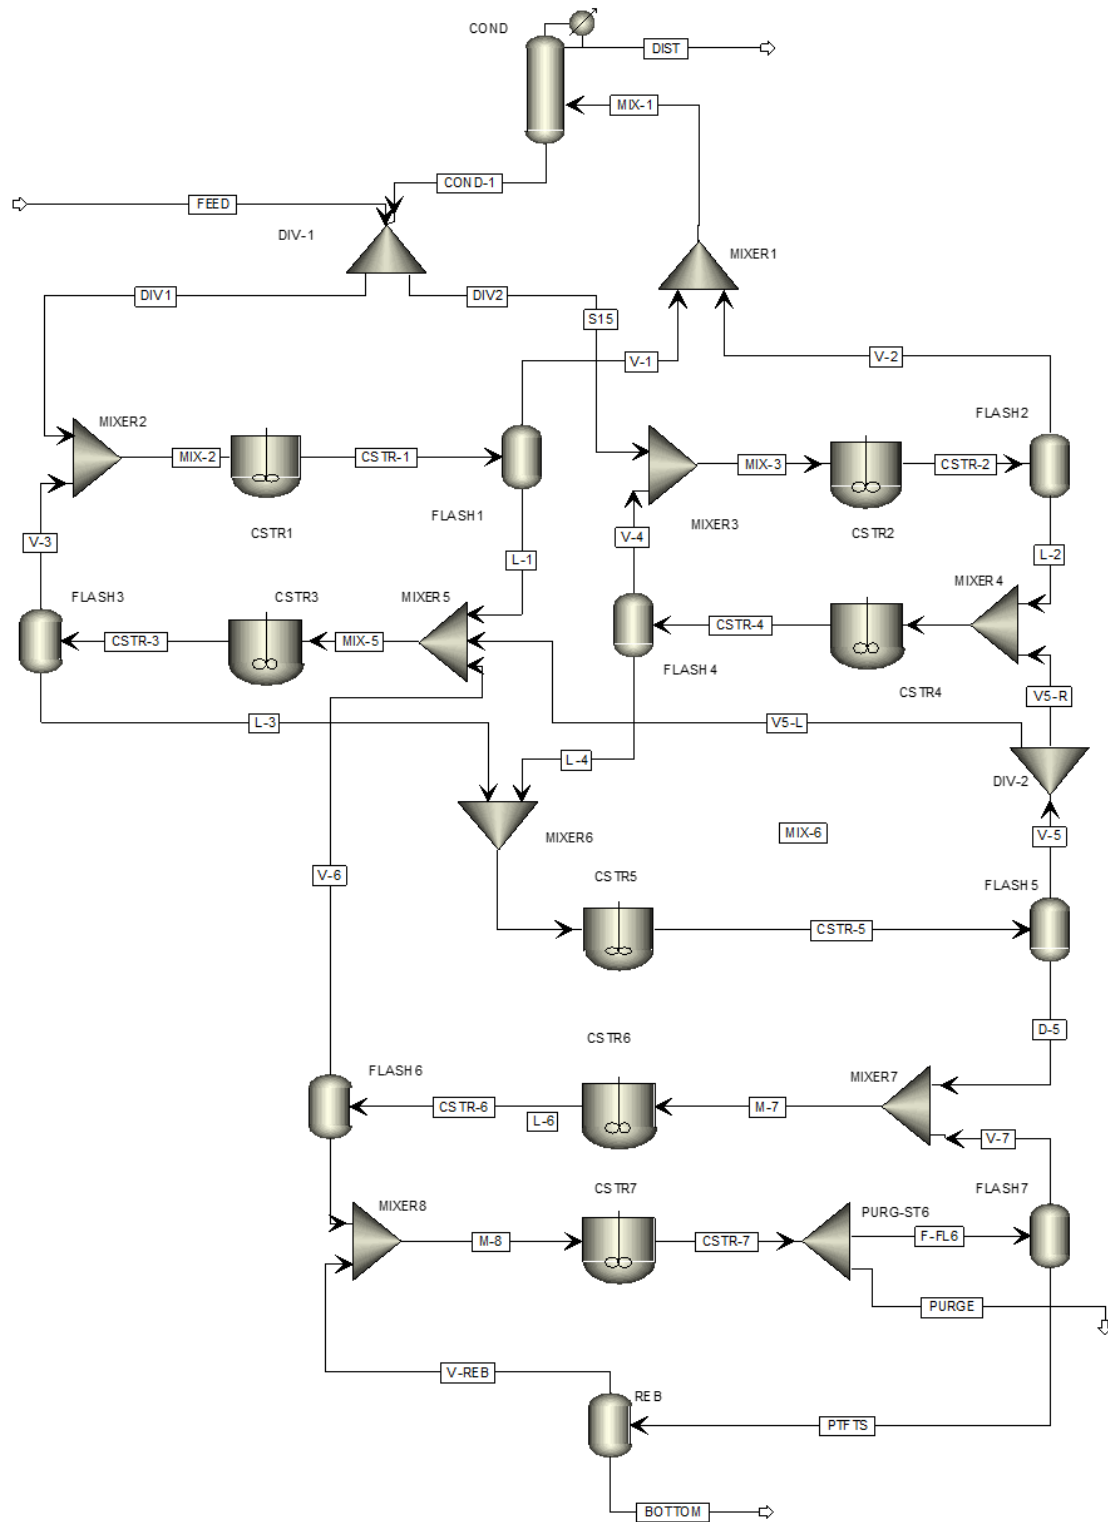 COND
DIST
MIX-1
COND-1
FEED
DIV-1
MIXER1
DIV1
DIV2
S15
V-1
V-2
MIXER2
FLASH2
MIX-2
CSTR-1
MIX-3
CSTR-2
FLASH1
MIXER3
CSTR1
CSTR2
V-3
V-4
L-1
L-2
FLASH3
CSTR3
MIXER5
MIXER4
CSTR-3
MIX-5
CSTR-4
FLASH4
CSTR4
V5-R
L-3
V5-L
L-4
DIV-2
MIXER6
MIX-6
V-5
V-6
CSTR5
FLASH5
CSTR-5
D-5
CSTR6
FLASH6
MIXER7
CSTR-6
L-6
M-7
V-7
CSTR7
FLASH7
MIXER8
PURG-ST6
M-8
CSTR-7
F-FL6
PURGE
V-REB
REB
PTFTS
BOTTOM